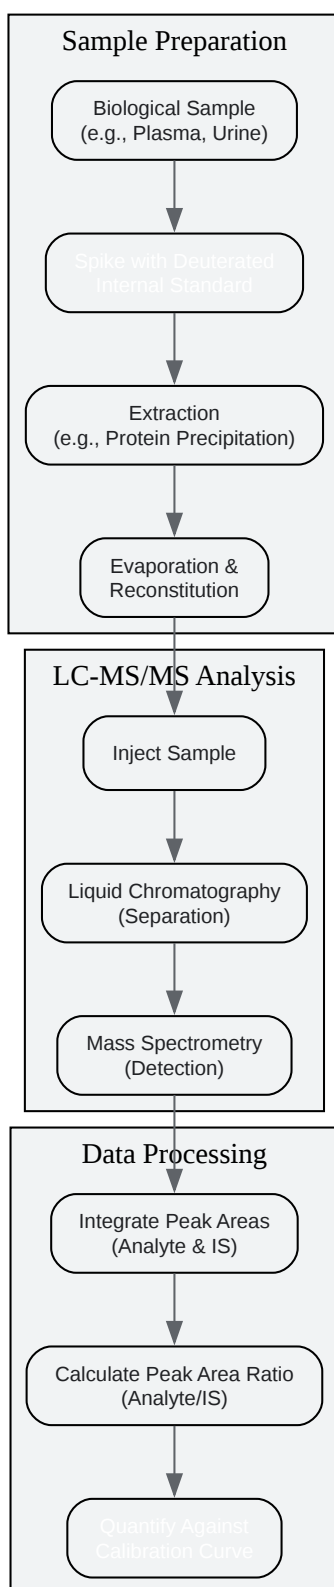 Sample Preparation
Biological Sample
(e.g., Plasma, Urine)
Spike with Deuterated
Internal Standard
Extraction
(e.g., Protein Precipitation)
Evaporation &
Reconstitution
LC-MS/MS Analysis
Inject Sample
Liquid Chromatography
(Separation)
Mass Spectrometry
(Detection)
Data Processing
Integrate Peak Areas
(Analyte & IS)
Calculate Peak Area Ratio
(Analyte/IS)
Quantify Against
Calibration Curve